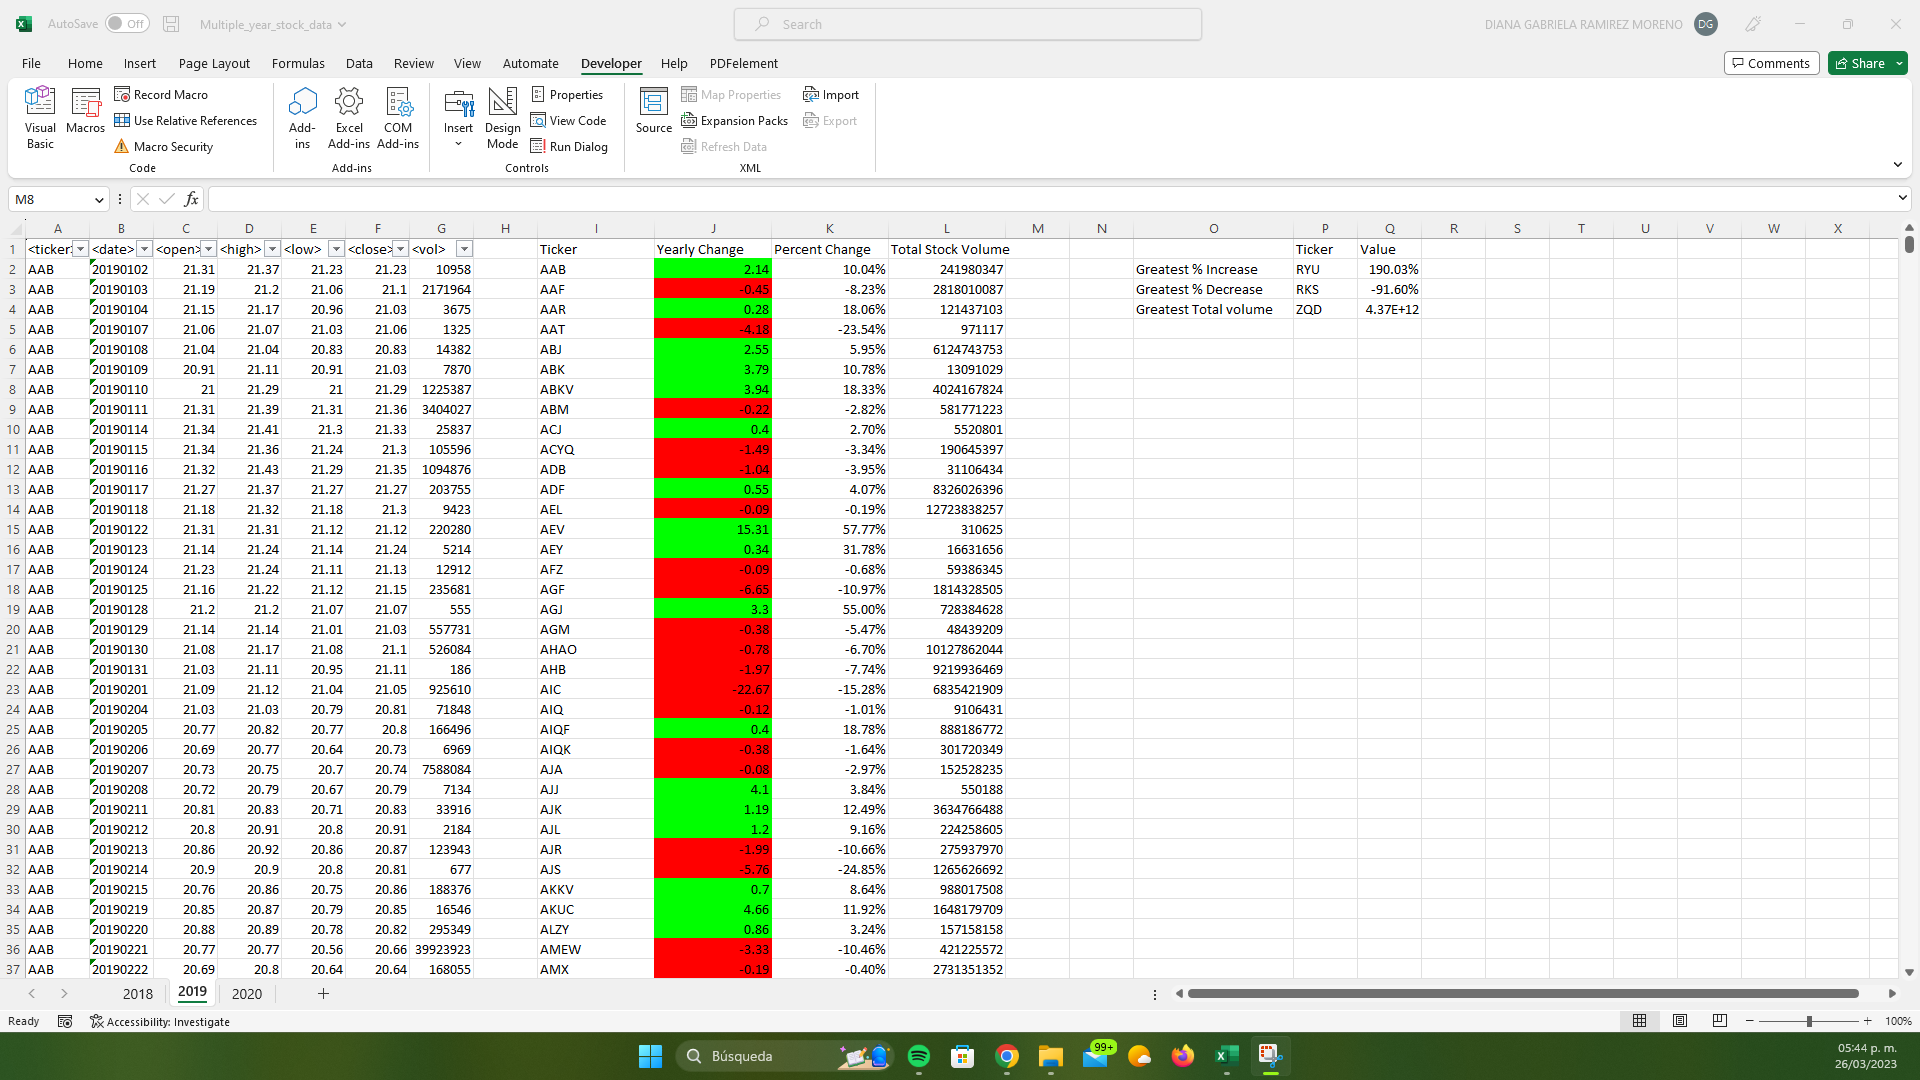 AutoSave Off Multiple_year_stock_data Search DIANA GABRIELA RAMIREZ MORENO DG
File Home Insert Page Layout Formulas Data Review View Automate Developer Help PDFelement Comments Share
Visual Basic Macros Record Macro Use Relative References Macro Security Code
Add-ins Excel Add-ins COM Add-ins Add-ins
Insert Design Mode Properties View Code Run Dialog Controls
Source Map Properties Expansion Packs Refresh Data Import Export XML
M8 fx
A B C D E F G H I J K L M N O P Q R S T U V W X
1 <ticker> <date> <open> <high> <low> <close> <vol> Ticker Yearly Change Percent Change Total Stock Volume Ticker Value
2 AAB 20190102 21.31 21.37 21.23 21.23 10958 AAB 2.14 10.04% 241980347 Greatest % Increase RYU 190.03%
3 AAB 20190103 21.19 21.2 21.06 21.1 2171964 AAF -0.45 -8.23% 2818010087 Greatest % Decrease RKS -91.60%
4 AAB 20190104 21.15 21.17 20.96 21.03 3675 AAR 0.28 18.06% 121437103 Greatest Total volume ZQD 4.37E+12
5 AAB 20190107 21.06 21.07 21.03 21.06 1325 AAT -4.18 -23.54% 971117
6 AAB 20190108 21.04 21.04 20.83 20.83 14382 ABJ 2.55 5.95% 6124743753
7 AAB 20190109 20.91 21.11 20.91 21.03 7870 ABK 3.79 10.78% 13091029
8 AAB 20190110 21 21.29 21 21.29 1225387 ABKV 3.94 18.33% 4024167824
9 AAB 20190111 21.31 21.39 21.31 21.36 3404027 ABM -0.22 -2.82% 581771223
10 AAB 20190114 21.34 21.41 21.3 21.33 25837 ACJ 0.4 2.70% 5520801
11 AAB 20190115 21.34 21.36 21.24 21.3 105596 ACYQ -1.49 -3.34% 190645397
12 AAB 20190116 21.32 21.43 21.29 21.35 1094876 ADB -1.04 -3.95% 31106434
13 AAB 20190117 21.27 21.37 21.27 21.27 203755 ADF 0.55 4.07% 8326026396
14 AAB 20190118 21.18 21.32 21.18 21.3 9423 AEL -0.09 -0.19% 12723838257
15 AAB 20190122 21.31 21.31 21.12 21.12 220280 AEV 15.31 57.77% 310625
16 AAB 20190123 21.14 21.24 21.14 21.24 5214 AEY 0.34 31.78% 16631656
17 AAB 20190124 21.23 21.24 21.11 21.13 12912 AFZ -0.09 -0.68% 59386345
18 AAB 20190125 21.16 21.22 21.12 21.15 235681 AGF -6.65 -10.97% 1814328505
19 AAB 20190128 21.2 21.2 21.07 21.07 555 AGJ 3.3 55.00% 728384628
20 AAB 20190129 21.14 21.14 21.01 21.03 557731 AGM -0.38 -5.47% 48439209
21 AAB 20190130 21.08 21.17 21.08 21.1 526084 AHAO -0.78 -6.70% 10127862044
22 AAB 20190131 21.03 21.11 20.95 21.11 186 AHB -1.97 -7.74% 9219936469
23 AAB 20190201 21.09 21.12 21.04 21.05 925610 AIC -22.67 -15.28% 6835421909
24 AAB 20190204 21.03 21.03 20.79 20.81 71848 AIQ -0.12 -1.01% 9106431
25 AAB 20190205 20.77 20.82 20.77 20.8 166496 AIQF 0.4 18.78% 888186772
26 AAB 20190206 20.69 20.77 20.64 20.73 6969 AIQK -0.38 -1.64% 301720349
27 AAB 20190207 20.73 20.75 20.7 20.74 7588084 AJA -0.08 -2.97% 152528235
28 AAB 20190208 20.72 20.79 20.67 20.79 7134 AJJ 4.1 3.84% 550188
29 AAB 20190211 20.81 20.83 20.71 20.83 33916 AJK 1.19 12.49% 3634766488
30 AAB 20190212 20.8 20.91 20.8 20.91 2184 AJL 1.2 9.16% 224258605
31 AAB 20190213 20.86 20.92 20.86 20.87 123943 AJR -1.99 -10.66% 275937970
32 AAB 20190214 20.9 20.9 20.8 20.81 677 AJS -5.76 -24.85% 1265626692
33 AAB 20190215 20.76 20.86 20.75 20.86 188376 AKKV 0.7 8.64% 988017508
34 AAB 20190219 20.85 20.87 20.79 20.85 16546 AKUC 4.66 11.92% 1648179709
35 AAB 20190220 20.88 20.89 20.78 20.82 295349 ALZY 0.86 3.24% 157158158
36 AAB 20190221 20.77 20.77 20.56 20.66 39923923 AMEW -3.33 -10.46% 421225572
37 AAB 20190222 20.69 20.8 20.64 20.64 168055 AMX -0.19 -0.40% 2731351352
2018 2019 2020
Ready Accessibility: Investigate 100%
Búsqueda 99+ 05:44 p. m.
26/03/2023